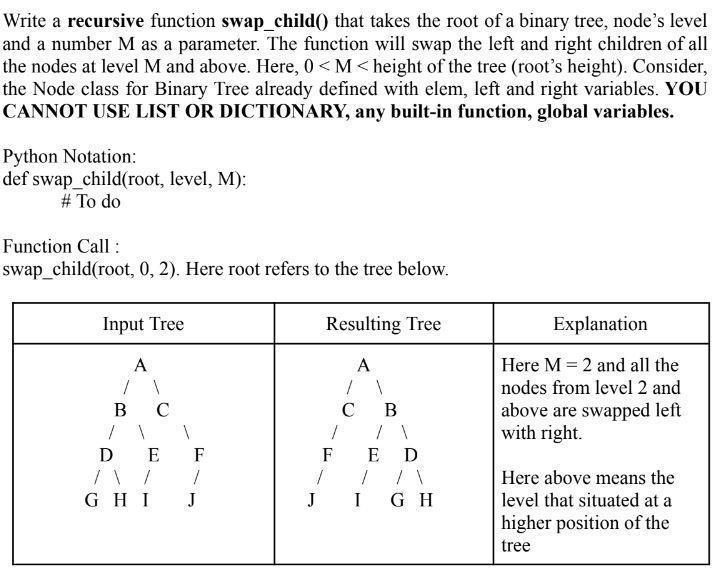 Write a recursive function swap_child() that takes the root of a binary tree, node's level
and a number M as a parameter. The function will swap the left and right children of all
the nodes at level M and above. Here, 0 < M < height of the tree (root's height). Consider,
the Node class for Binary Tree already defined with elem, left and right variables. YOU
CANNOT USE LIST OR DICTIONARY, any built-in function, global variables.
Python Notation:
def swap_child(root, level, M):
# To do
Function Call :
swap_child(root, 0, 2). Here root refers to the tree below.
Input Tree
A
/ \
B C
/ \ \
D E F
/ \ / /
G H I J
Resulting Tree
A
/ \
C B
/ / \
F E D
/ / / \
J I G H
Explanation
Here M = 2 and all the
nodes from level 2 and
above are swapped left
with right.
Here above means the
level that situated at a
higher position of the
tree